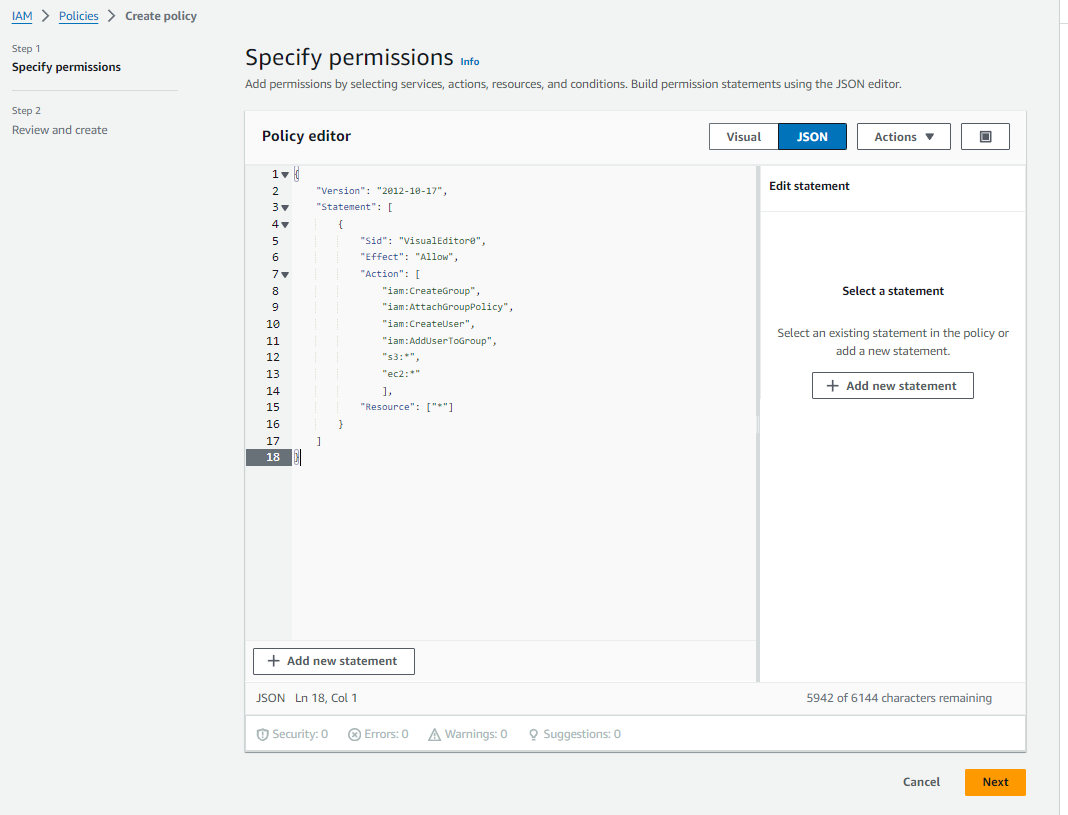 IAM > Policies > Create policy
Step 1
Specify permissions
Step 2
Review and create
Specify permissions Info
Add permissions by selecting services, actions, resources, and conditions. Build permission statements using the JSON editor.
Policy editor
Visual JSON Actions
1 {
2 "Version": "2012-10-17",
3 "Statement": [
4 {
5 "Sid": "VisualEditor0",
6 "Effect": "Allow",
7 "Action": [
8 "iam:CreateGroup",
9 "iam:AttachGroupPolicy",
10 "iam:CreateUser",
11 "iam:AddUserToGroup",
12 "s3:*",
13 "ec2:*"
14 ],
15 "Resource": ["*"]
16 }
17 ]
18 }
Edit statement
Select a statement
Select an existing statement in the policy or
add a new statement.
+ Add new statement
+ Add new statement
JSON Ln 18, Col 1
5942 of 6144 characters remaining
Security: 0 Errors: 0 Warnings: 0 Suggestions: 0
Cancel Next